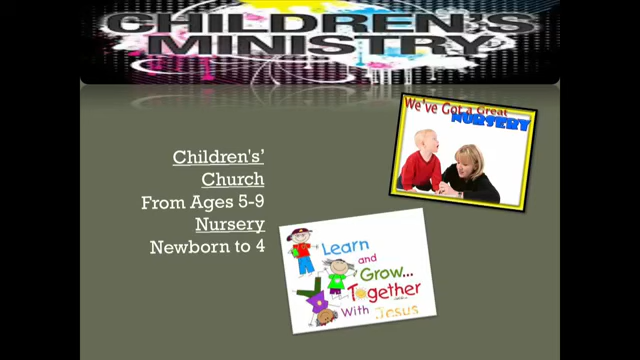 CHILDREN'S
MINISTRY
We've Got a Great
NURSERY
Children's’
Church
From Ages 5-9
Nursery
Newborn to 4
Learn
and
Grow...
Together
With Jesus